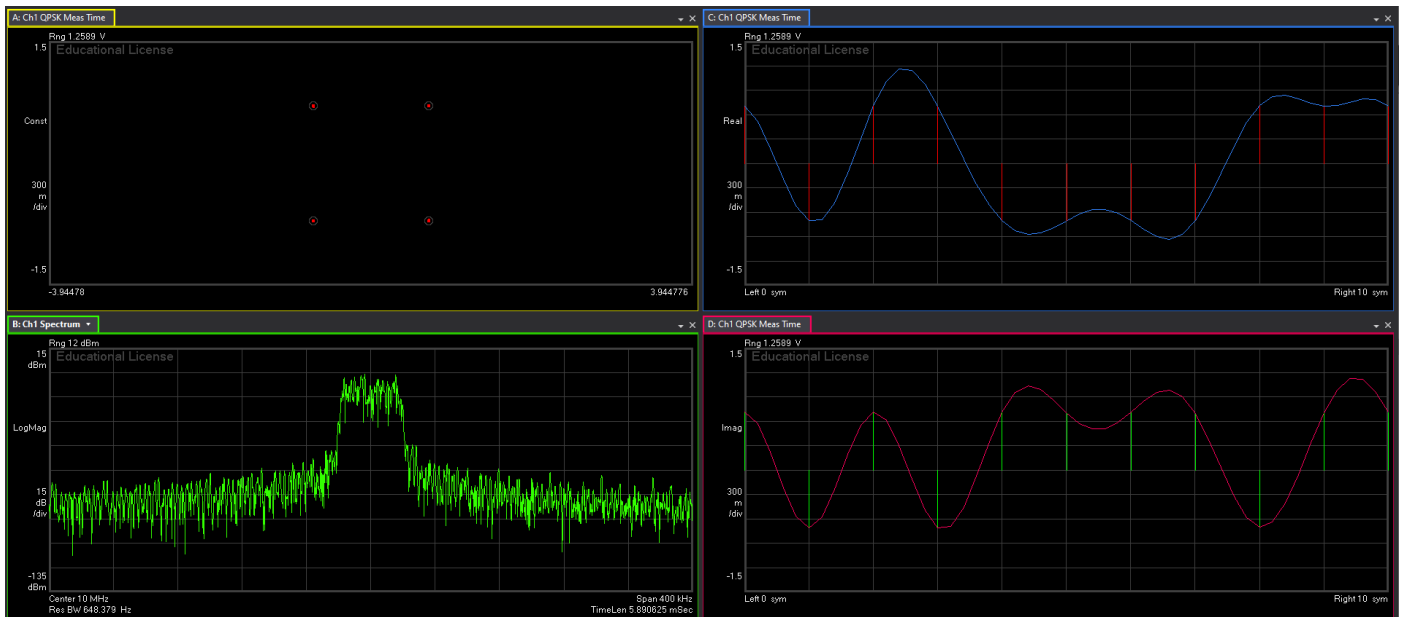 A: Ch1 QPSK Meas Time
Rng 1.2589 V
1.5
Educational License
Const
300
m
/div
-1.5
-3.94478
3.944776
C: Ch1 QPSK Meas Time
Rng 1.2589 V
1.5
Educational License
Real
300
m
/div
-1.5
Left 0 sym
Right 10 sym
B: Ch1 Spectrum
Rng 12 dBm
15
dBm
Educational License
LogMag
15
dB
/div
-135
dBm
Center 10 MHz
Span 400 kHz
Res BW 648.379 Hz
TimeLen 5.890625 mSec
D: Ch1 QPSK Meas Time
Rng 1.2589 V
1.5
Educational License
Imag
300
m
/div
-1.5
Left 0 sym
Right 10 sym